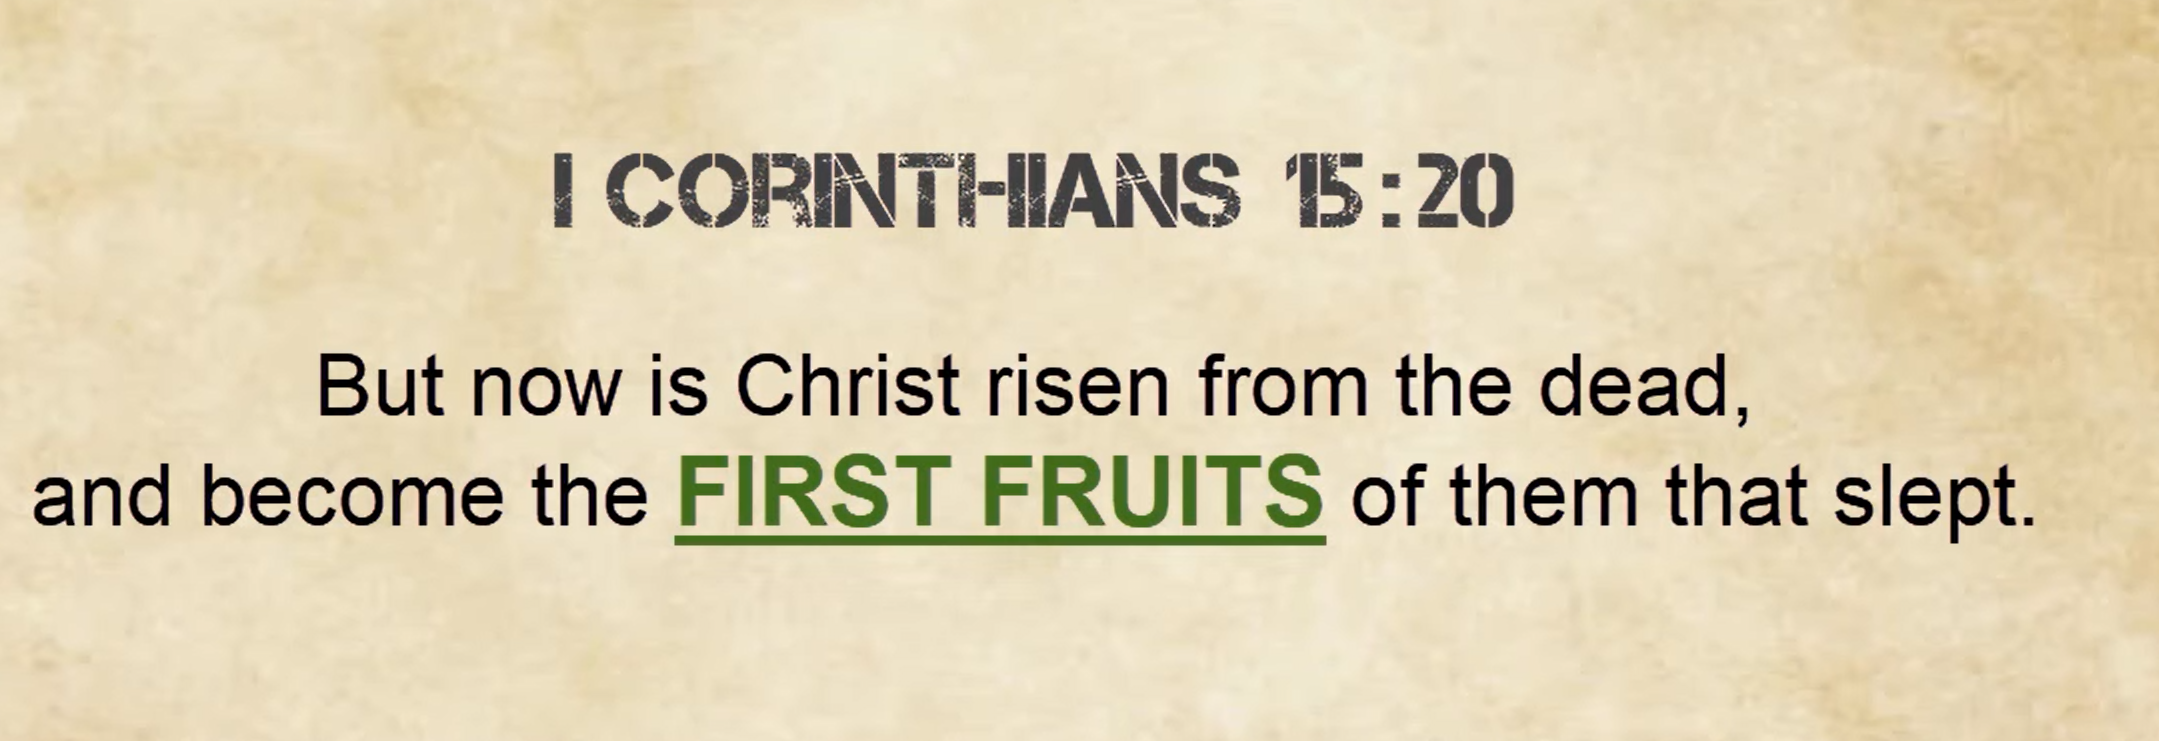 I CORINTHIANS 15:20
But now is Christ risen from the dead,
and become the FIRST FRUITS of them that slept.